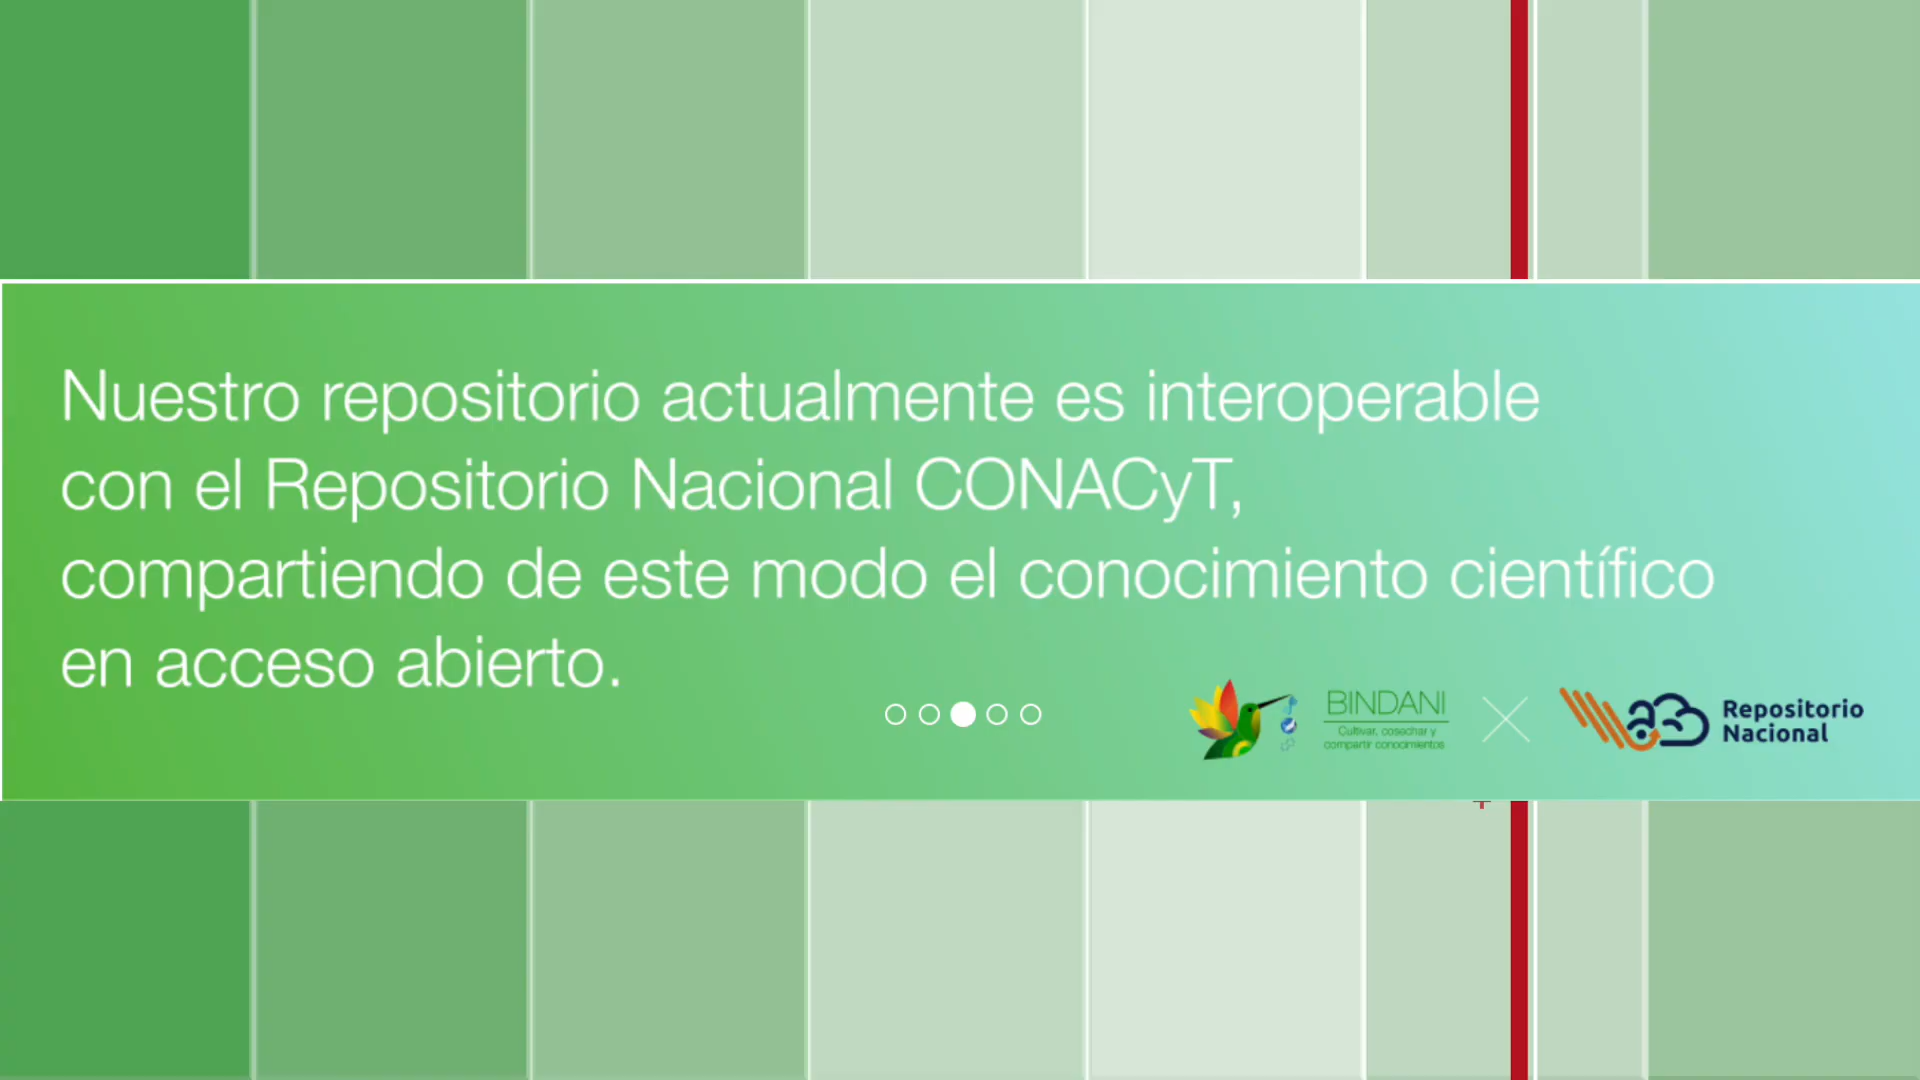 Nuestro repositorio actualmente es interoperable
con el Repositorio Nacional CONACyT,
compartiendo de este modo el conocimiento científico
en acceso abierto.
BINDANI
Cultivar, cosechar y
compartir conocimientos
Repositorio
Nacional